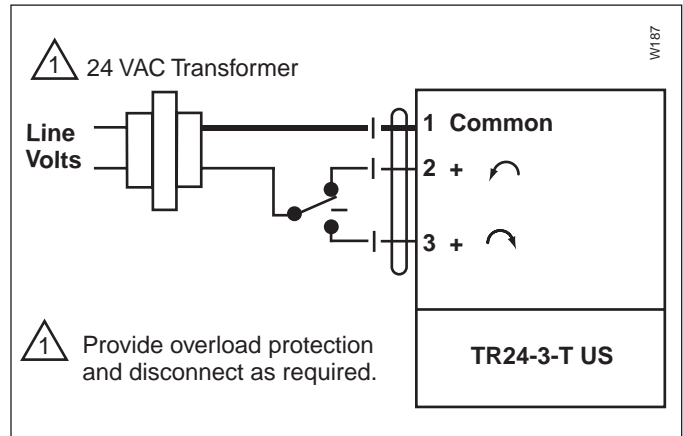 W187
1 24 VAC Transformer
Line
Volts
1 Common
2 +
3 +
1 Provide overload protection
and disconnect as required.
TR24-3-T US